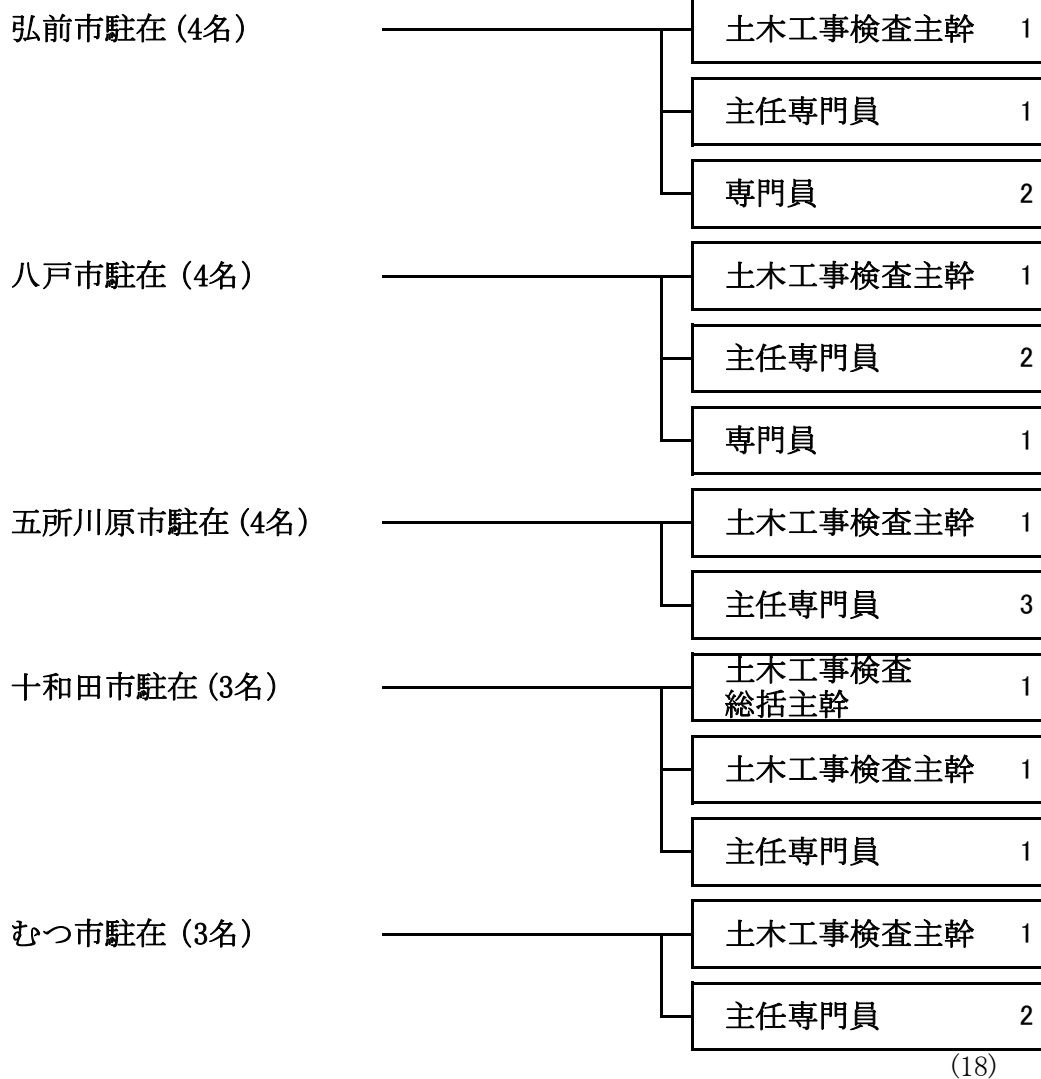 弘前市駐在 (4名) 土木工事検査主幹 1
主任専門員 1
専門員 2
八戸市駐在 (4名) 土木工事検査主幹 1
主任専門員 2
専門員 1
五所川原市駐在 (4名) 土木工事検査主幹 1
主任専門員 3
十和田市駐在 (3名) 土木工事検査
総括主幹 1
土木工事検査主幹 1
主任専門員 1
むつ市駐在 (3名) 土木工事検査主幹 1
主任専門員 2
(18)